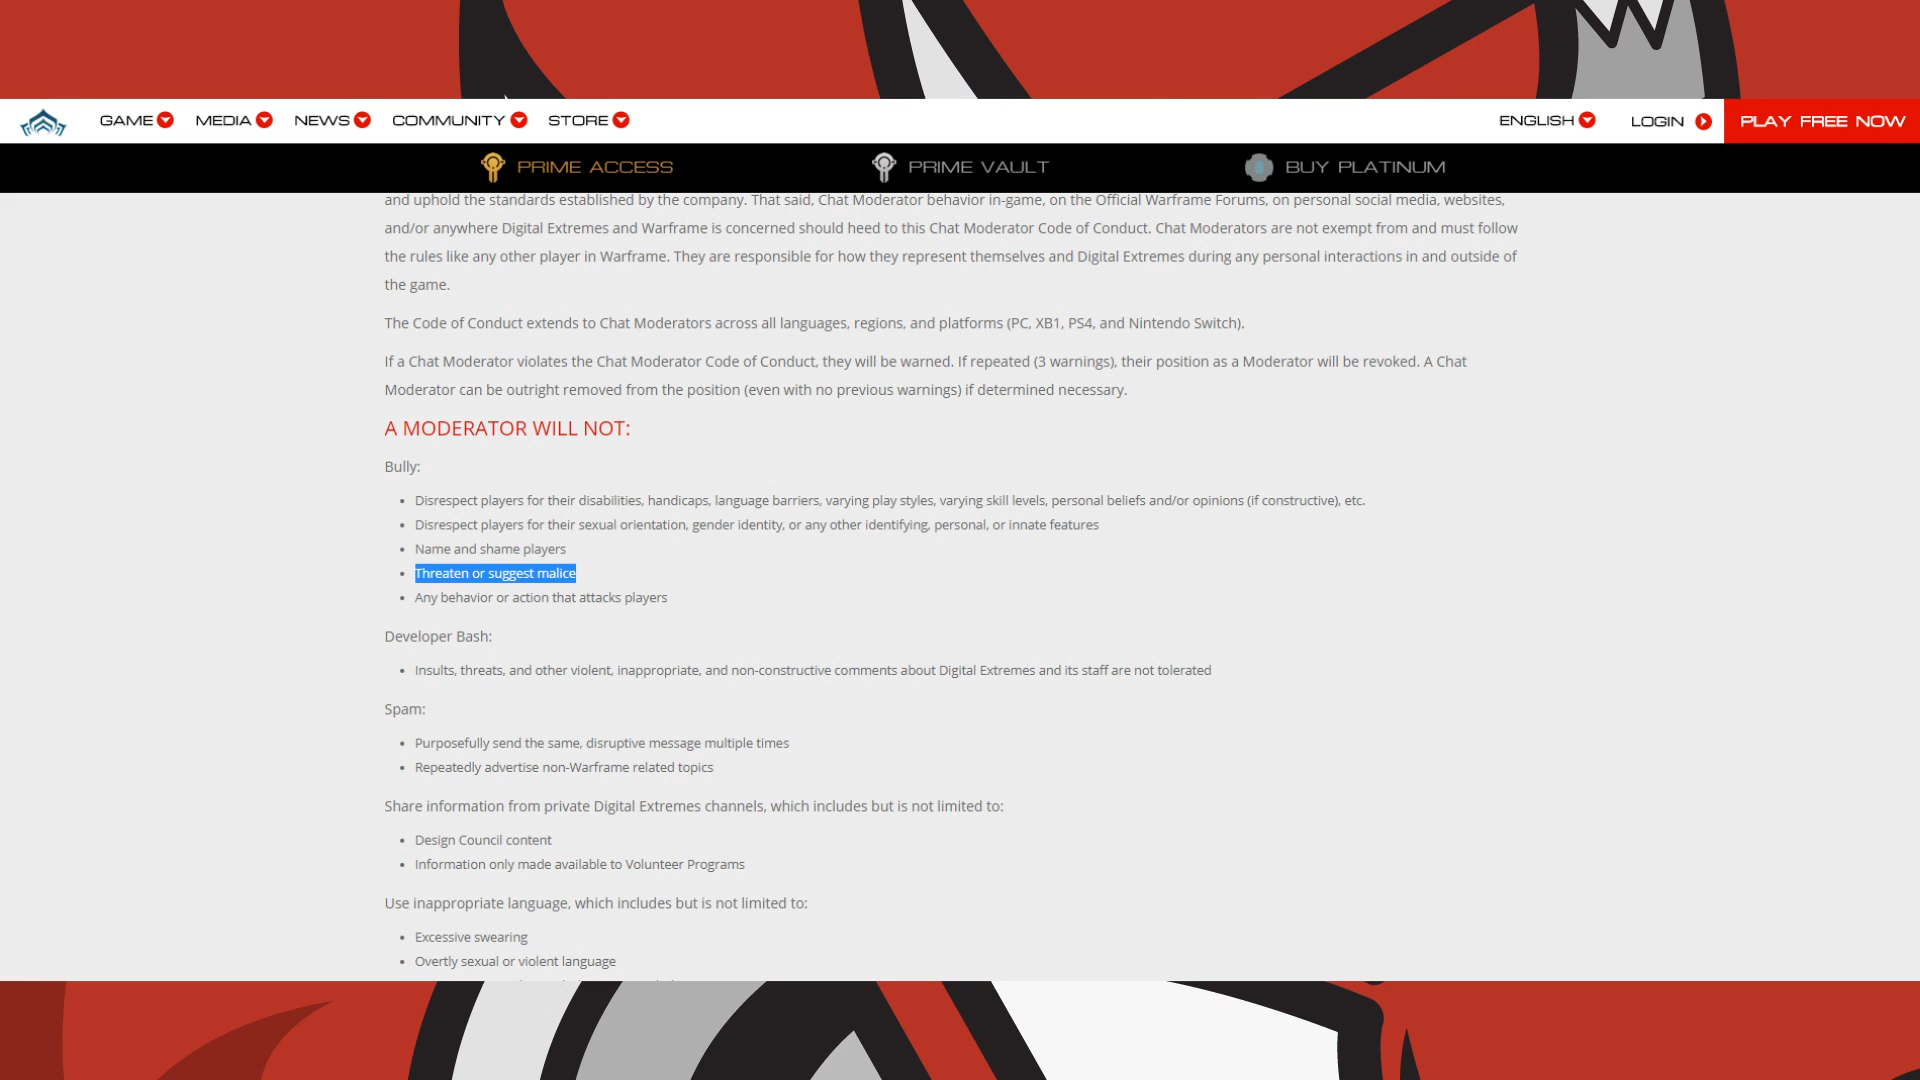 GAME MEDIA NEWS COMMUNITY STORE ENGLISH LOGIN PLAY FREE NOW
PRIME ACCESS PRIME VAULT BUY PLATINUM
and uphold the standards established by the company. That said, Chat Moderator behavior in-game, on the Official Warframe Forums, on personal social media, websites,
and/or anywhere Digital Extremes and Warframe is concerned should heed to this Chat Moderator Code of Conduct. Chat Moderators are not exempt from and must follow
the rules like any other player in Warframe. They are responsible for how they represent themselves and Digital Extremes during any personal interactions in and outside of
the game.
The Code of Conduct extends to Chat Moderators across all languages, regions, and platforms (PC, XB1, PS4, and Nintendo Switch).
If a Chat Moderator violates the Chat Moderator Code of Conduct, they will be warned. If repeated (3 warnings), their position as a Moderator will be revoked. A Chat
Moderator can be outright removed from the position (even with no previous warnings) if determined necessary.
A MODERATOR WILL NOT:
Bully:
• Disrespect players for their disabilities, handicaps, language barriers, varying play styles, varying skill levels, personal beliefs and/or opinions (if constructive), etc.
• Disrespect players for their sexual orientation, gender identity, or any other identifying, personal, or innate features
• Name and shame players
• Threaten or suggest malice
• Any behavior or action that attacks players
Developer Bash:
• Insults, threats, and other violent, inappropriate, and non-constructive comments about Digital Extremes and its staff are not tolerated
Spam:
• Purposefully send the same, disruptive message multiple times
• Repeatedly advertise non-Warframe related topics
Share information from private Digital Extremes channels, which includes but is not limited to:
• Design Council content
• Information only made available to Volunteer Programs
Use inappropriate language, which includes but is not limited to:
• Excessive swearing
• Overtly sexual or violent language